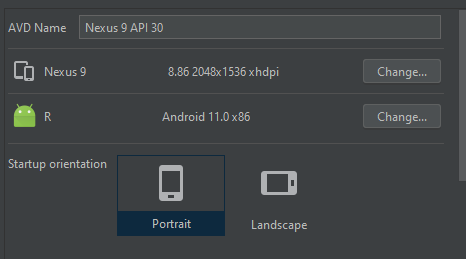 AVD Name Nexus 9 API 30
Nexus 9 8.86 2048x1536 xhdpi Change...
R Android 11.0 x86 Change...
Startup orientation
Portrait Landscape